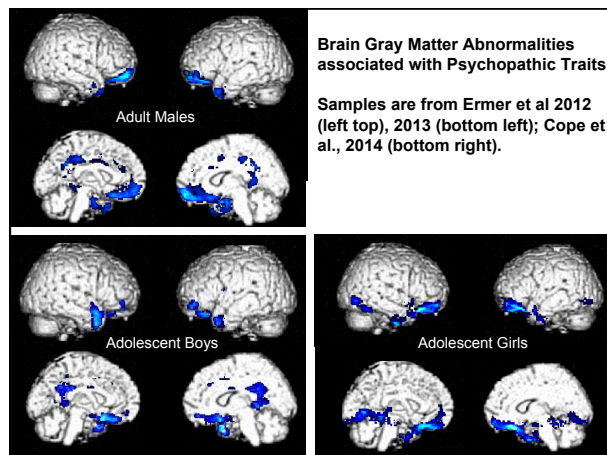 Brain Gray Matter Abnormalities
associated with Psychopathic Traits
Samples are from Ermer et al 2012
(left top), 2013 (bottom left); Cope et
al., 2014 (bottom right).
Adult Males
Adolescent Boys
Adolescent Girls